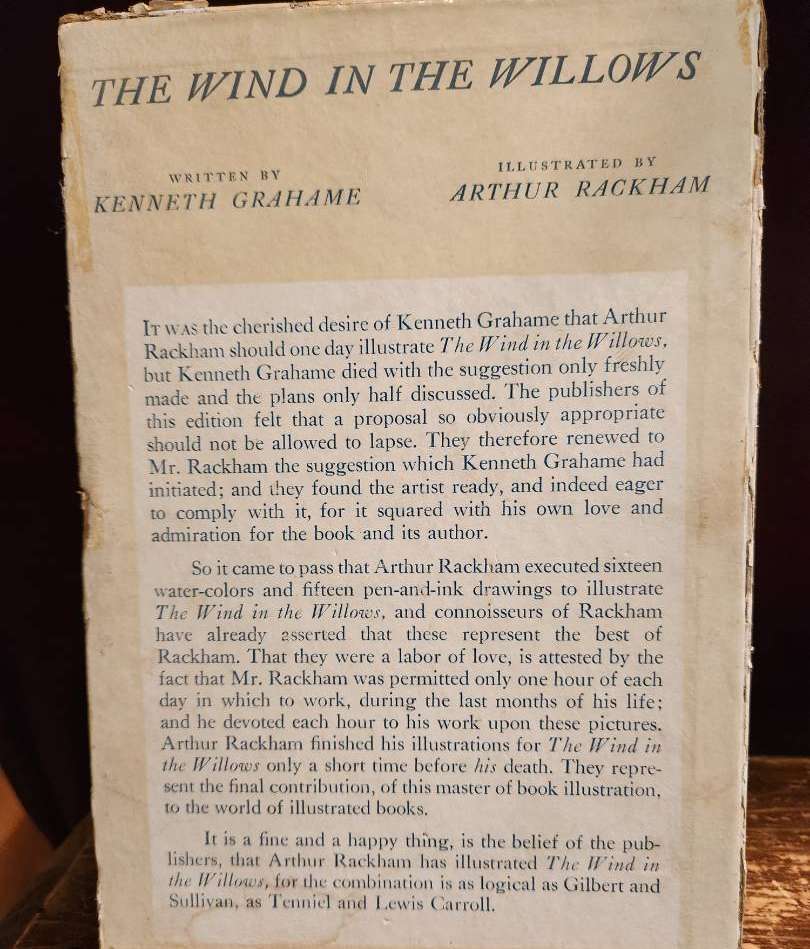 THE WIND IN THE WILLOWS
WRITTEN BY
KENNETH GRAHAME
ILLUSTRATED BY
ARTHUR RACKHAM
IT WAS the cherished desire of Kenneth Grahame that Arthur
Rackham should one day illustrate The Wind in the Willows,
but Kenneth Grahame died with the suggestion only freshly
made and the plans only half discussed. The publishers of
this edition felt that a proposal so obviously appropriate
should not be allowed to lapse. They therefore renewed to
Mr. Rackham the suggestion which Kenneth Grahame had
initiated; and they found the artist ready, and indeed eager
to comply with it, for it squared with his own love and
admiration for the book and its author.
So it came to pass that Arthur Rackham executed sixteen
water-colors and fifteen pen-and-ink drawings to illustrate
The Wind in the Willows, and connoisseurs of Rackham
have already asserted that these represent the best of
Rackham. That they were a labor of love, is attested by the
fact that Mr. Rackham was permitted only one hour of each
day in which to work, during the last months of his life;
and he devoted each hour to his work upon these pictures.
Arthur Rackham finished his illustrations for The Wind in
the Willows only a short time before his death. They repre-
sent the final contribution, of this master of book illustration,
to the world of illustrated books.
It is a fine and a happy thing, is the belief of the pub-
lishers, that Arthur Rackham has illustrated The Wind in
the Willows, for the combination is as logical as Gilbert and
Sullivan, as Tenniel and Lewis Carroll.